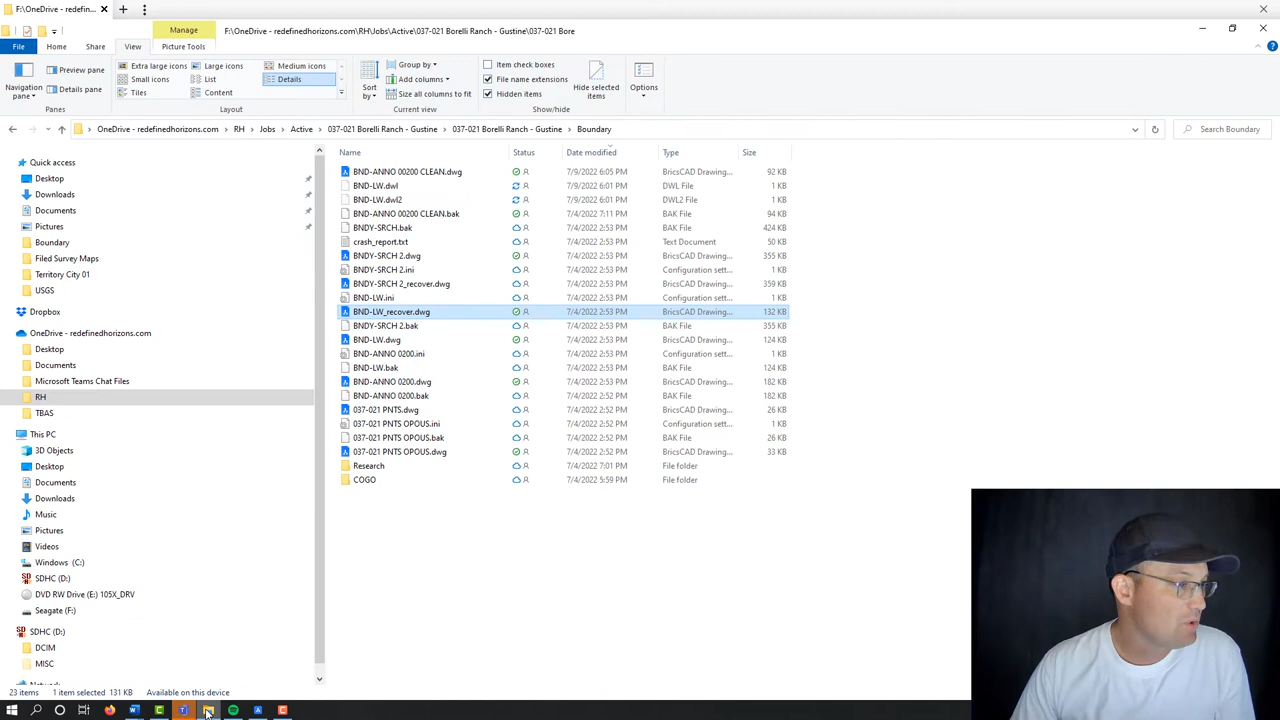 F:\OneDrive - redefin...
Manage
F:\OneDrive - redefinedhorizons.com\RH\Jobs\Active\037-021 Borelli Ranch - Gustine\037-021 Bore
File
Home
Share
View
Picture Tools
Navigation pane
Preview pane
Details pane
Panes
Extra large icons
Large icons
Medium icons
Small icons
List
Details
Tiles
Content
Layout
Sort by
Group by
Add columns
Size all columns to fit
Current view
Item check boxes
File name extensions
Hidden items
Hide selected items
Show/hide
Options
OneDrive - redefinedhorizons.com > RH > Jobs > Active > 037-021 Borelli Ranch - Gustine > 037-021 Borelli Ranch - Gustine > Boundary
Search Boundary
Quick access
Desktop
Downloads
Documents
Pictures
Boundary
Filed Survey Maps
Territory City 01
USGS
Dropbox
OneDrive - redefinedhorizons.com
Desktop
Documents
Microsoft Teams Chat Files
RH
TBAS
This PC
3D Objects
Desktop
Documents
Downloads
Music
Pictures
Videos
Windows (C:)
SDHC (D:)
DVD RW Drive (E:) 105X_DRV
Seagate (F:)
SDHC (D:)
DCIM
MISC
Name Status Date modified Type Size
BND-ANNO 00200 CLEAN.dwg 7/9/2022 6:05 PM BricsCAD Drawing... 92 KB
BND-LW.dwl 7/9/2022 6:01 PM DWL File 1 KB
BND-LW.dwl2 7/9/2022 6:01 PM DWL2 File 1 KB
BND-ANNO 00200 CLEAN.bak 7/4/2022 7:11 PM BAK File 94 KB
BNDY-SRCH.bak 7/4/2022 2:53 PM BAK File 424 KB
crash_report.txt 7/4/2022 2:53 PM Text Document 50 KB
BNDY-SRCH 2.dwg 7/4/2022 2:53 PM BricsCAD Drawing... 355 KB
BNDY-SRCH 2.ini 7/4/2022 2:53 PM Configuration sett... 1 KB
BNDY-SRCH 2_recover.dwg 7/4/2022 2:53 PM BricsCAD Drawing... 359 KB
BND-LW.ini 7/4/2022 2:53 PM Configuration sett... 1 KB
BND-LW_recover.dwg 7/4/2022 2:53 PM BricsCAD Drawing... 132 KB
BNDY-SRCH 2.bak 7/4/2022 2:53 PM BAK File 355 KB
BND-LW.dwg 7/4/2022 2:53 PM BricsCAD Drawing... 124 KB
BND-ANNO 0200.ini 7/4/2022 2:53 PM Configuration sett... 1 KB
BND-LW.bak 7/4/2022 2:53 PM BAK File 124 KB
BND-ANNO 0200.dwg 7/4/2022 2:53 PM BricsCAD Drawing... 182 KB
BND-ANNO 0200.bak 7/4/2022 2:52 PM BAK File 182 KB
037-021 PNTS.dwg 7/4/2022 2:52 PM BricsCAD Drawing... 26 KB
037-021 PNTS OPOUS.ini 7/4/2022 2:52 PM Configuration sett... 1 KB
037-021 PNTS OPOUS.bak 7/4/2022 2:52 PM BAK File 26 KB
037-021 PNTS OPOUS.dwg 7/4/2022 2:52 PM BricsCAD Drawing... 33 KB
Research 7/4/2022 7:01 PM File folder
COGO 7/4/2022 5:59 PM File folder
23 items 1 item selected 131 KB Available on this device